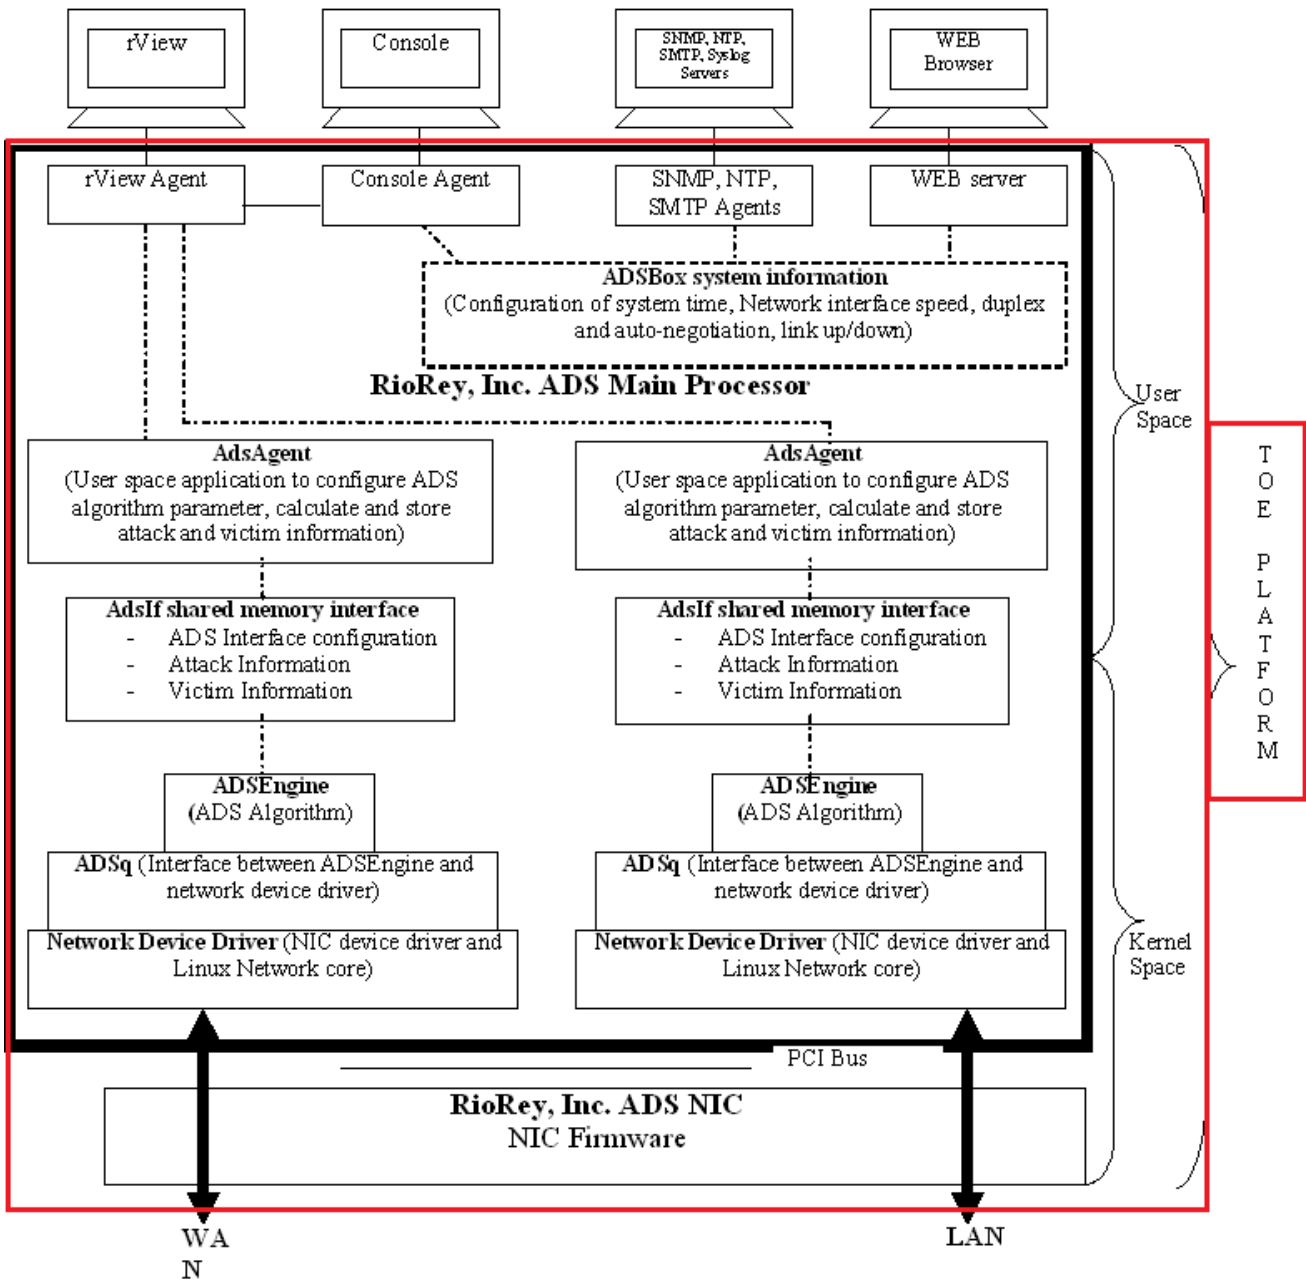 rView
Console
SNMP, NTP,
SMTP, Syslog
Servers
WEB
Browser
rView Agent
Console Agent
SNMP, NTP,
SMTP Agents
WEB server
ADSBox system information
(Configuration of system time, Network interface speed, duplex
and auto-negotiation, link up/down)
RioRey, Inc. ADS Main Processor
User
Space
AdsAgent
(User space application to configure ADS
algorithm parameter, calculate and store
attack and victim information)
AdsAgent
(User space application to configure ADS
algorithm parameter, calculate and store
attack and victim information)
TOE PLATFORM
AdsIf shared memory interface
- ADS Interface configuration
- Attack Information
- Victim Information
AdsIf shared memory interface
- ADS Interface configuration
- Attack Information
- Victim Information
ADSEngine
(ADS Algorithm)
ADSEngine
(ADS Algorithm)
ADSq (Interface between ADSEngine and
network device driver)
ADSq (Interface between ADSEngine and
network device driver)
Network Device Driver (NIC device driver and
Linux Network core)
Network Device Driver (NIC device driver and
Linux Network core)
Kernel
Space
PCI Bus
RioRey, Inc. ADS NIC
NIC Firmware
WA
N
LAN